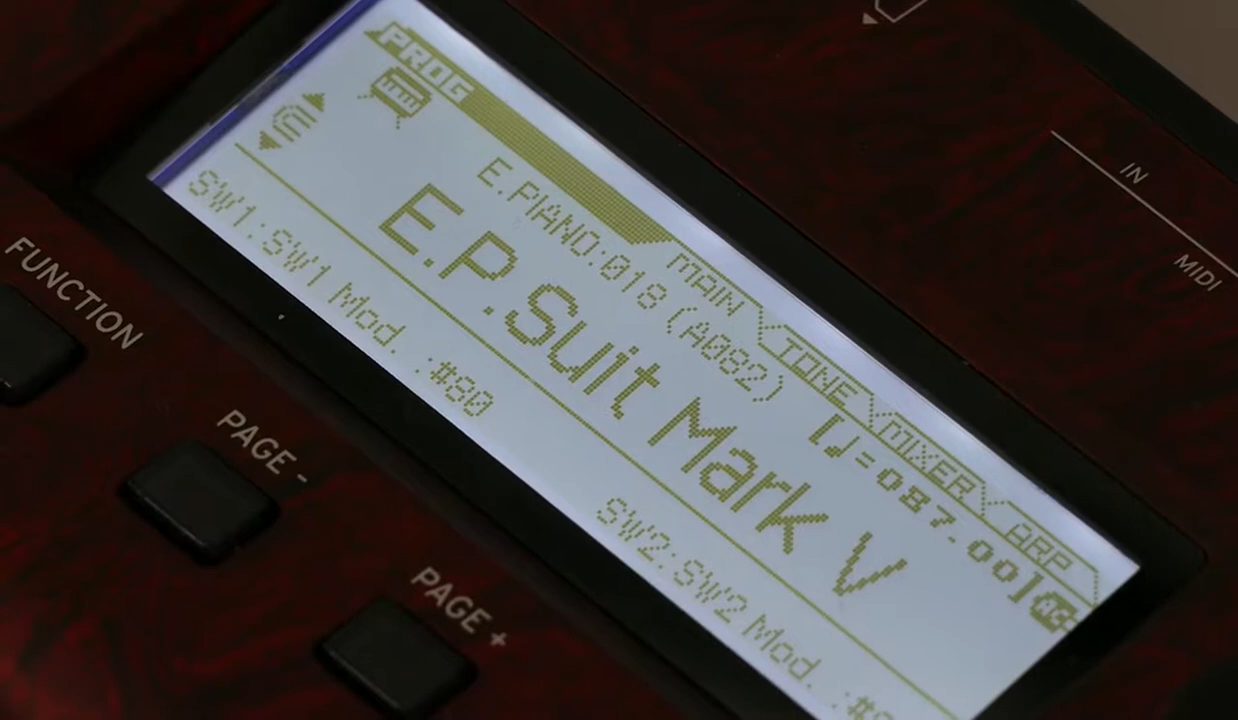 PROG
MAIN TONE MIXER ARP
E.PIANO:018 (A082) [♩=087.00]
E.P.Suit Mark V
SW1:SW1 Mod. :#80
SW2:SW2 Mod.
FUNCTION
PAGE -
PAGE +
IN
MIDI